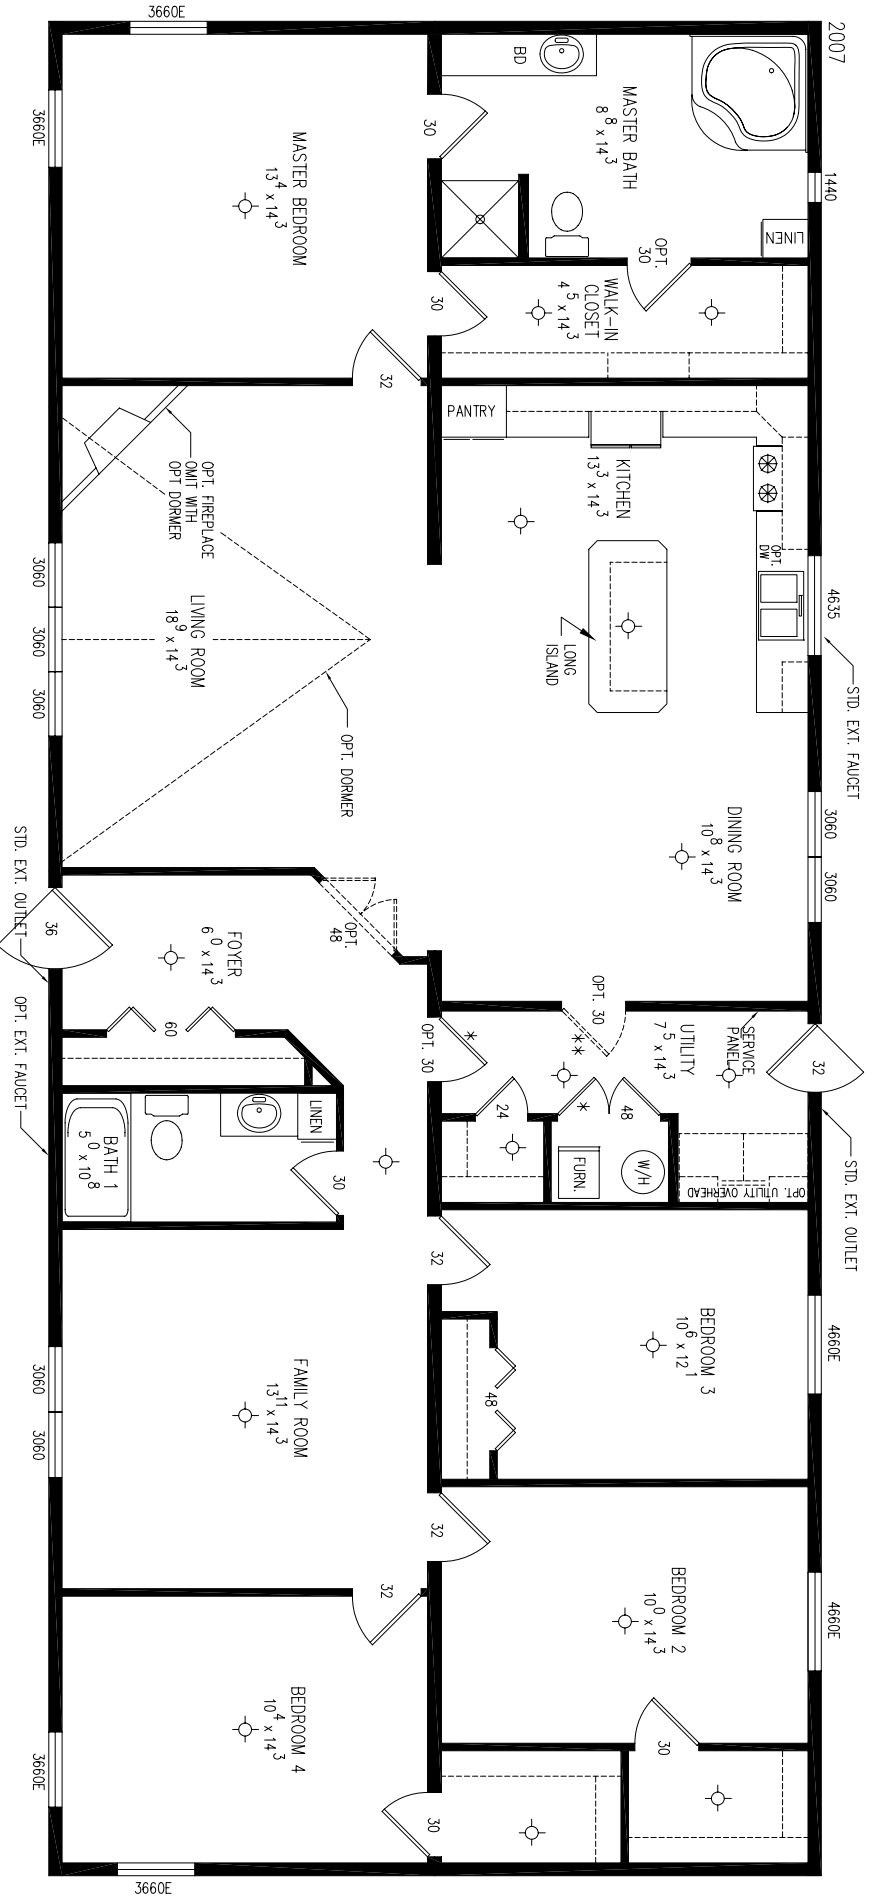 2007
3660E
3660E
MASTER BEDROOM
13⁴ x 14³
30
BD
MASTER BATH
8⁸ x 14³
1440
LINEN
OPT.
30
30
WALK-IN
CLOSET
4⁵ x 14³
32
PANTRY
KITCHEN
13³ x 14³
OPT.
DW
4635
STD. EXT. FAUCET
LONG
ISLAND
OPT. FIREPLACE
OMIT WITH
OPT DORMER
3060
3060
3060
LIVING ROOM
18⁹ x 14³
OPT. DORMER
DINING ROOM
10⁸ x 14³
3060
3060
STD. EXT. OUTLET
36
FOYER
6⁰ x 14³
OPT.
48
60
OPT. EXT. FAUCET
OPT. 30
OPT. 30
*
**
UTILITY
7⁵ x 14³
SERVICE
PANEL
32
STD. EXT. OUTLET
24
*
48
FURN.
W/H
OPT. UTILITY OVERHEAD
LINEN
BATH 1
5⁰ x 10⁸
30
32
BEDROOM 3
10⁶ x 12¹
48
4660E
FAMILY ROOM
13¹¹ x 14³
3060
3060
32
32
BEDROOM 2
10⁰ x 14³
4660E
30
BEDROOM 4
10⁴ x 14³
30
3660E
3660E